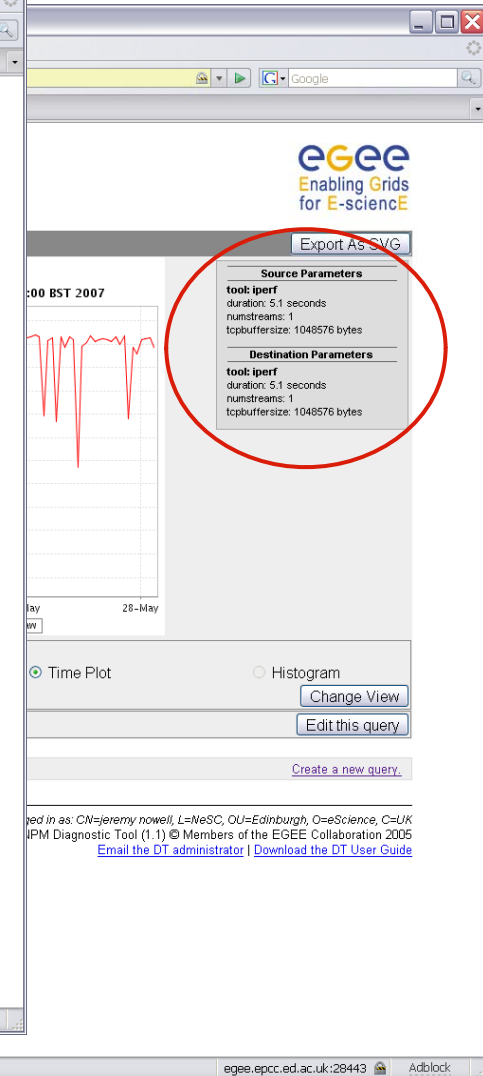 Google
egee
Enabling Grids
for E-sciencE
Export As SVG
:00 BST 2007
Source Parameters
tool: iperf
duration: 5.1 seconds
numstreams: 1
tcpbuffersize: 1048576 bytes
Destination Parameters
tool: iperf
duration: 5.1 seconds
numstreams: 1
tcpbuffersize: 1048576 bytes
28-May
Time Plot
Histogram
Change View
Edit this query
Create a new query.
ged in as: CN=jeremy nowell, L=NeSC, OU=Edinburgh, O=eScience, C=UK
Diagnostic Tool (1.1) © Members of the EGEE Collaboration 2005
Email the DT administrator | Download the DT User Guide
egee.epcc.ed.ac.uk:28443
Adblock